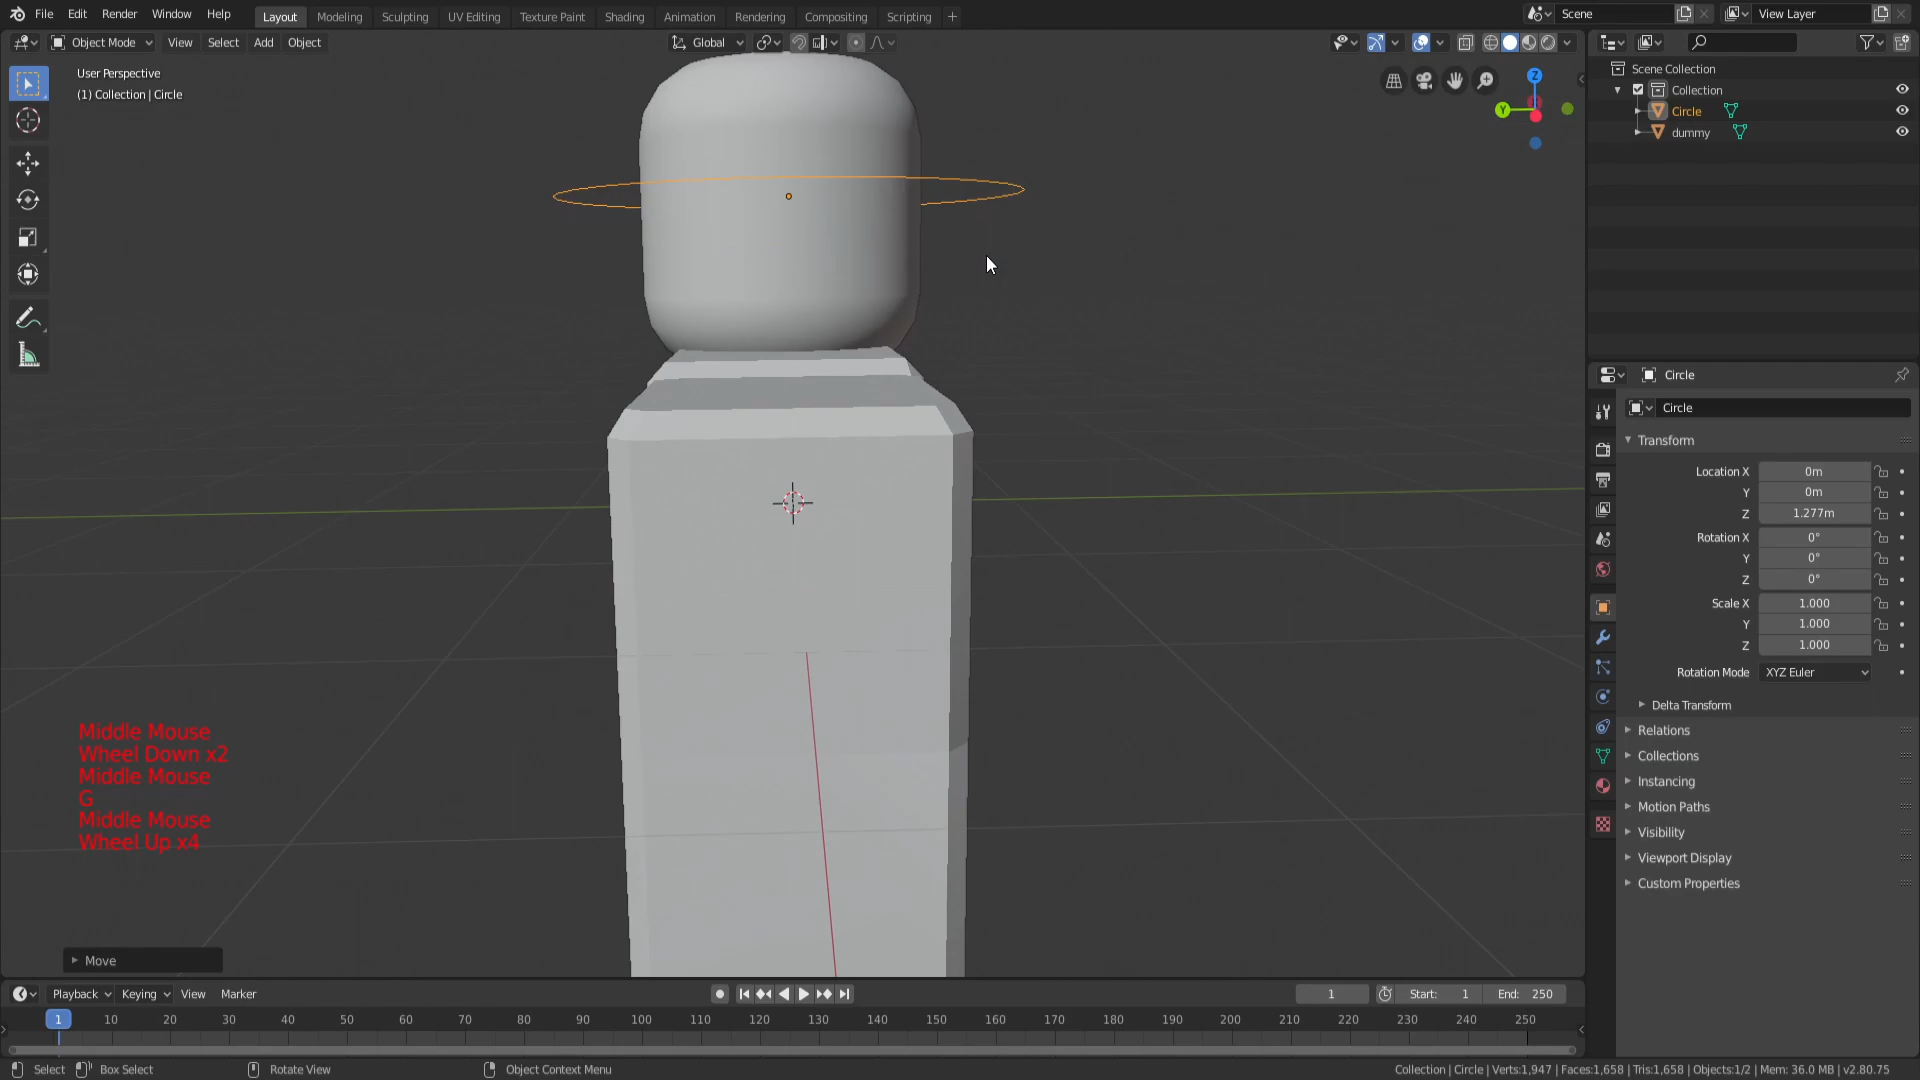 File Edit Render Window Help Layout Modeling Sculpting UV Editing Texture Paint Shading Animation Rendering Compositing Scripting + Scene View Layer
Object Mode View Select Add Object Global
User Perspective
(1) Collection | Circle
Scene Collection
Collection
Circle
dummy
Z
Y
Circle
Circle
Transform
Location X 0m
Y 0m
Z 1.277m
Rotation X 0°
Y 0°
Z 0°
Scale X 1.000
Y 1.000
Z 1.000
Rotation Mode XYZ Euler
Delta Transform
Relations
Collections
Instancing
Motion Paths
Visibility
Viewport Display
Custom Properties
Middle Mouse
Wheel Down x2
Middle Mouse
G
Middle Mouse
Wheel Up x4
Move
Playback Keying View Marker 1 Start: 1 End: 250
1 10 20 30 40 50 60 70 80 90 100 110 120 130 140 150 160 170 180 190 200 210 220 230 240 250
Select Box Select Rotate View Object Context Menu Collection | Circle | Verts:1,947 | Faces:1,658 | Tris:1,658 | Objects:1/2 | Mem: 36.0 MB | v2.80.75